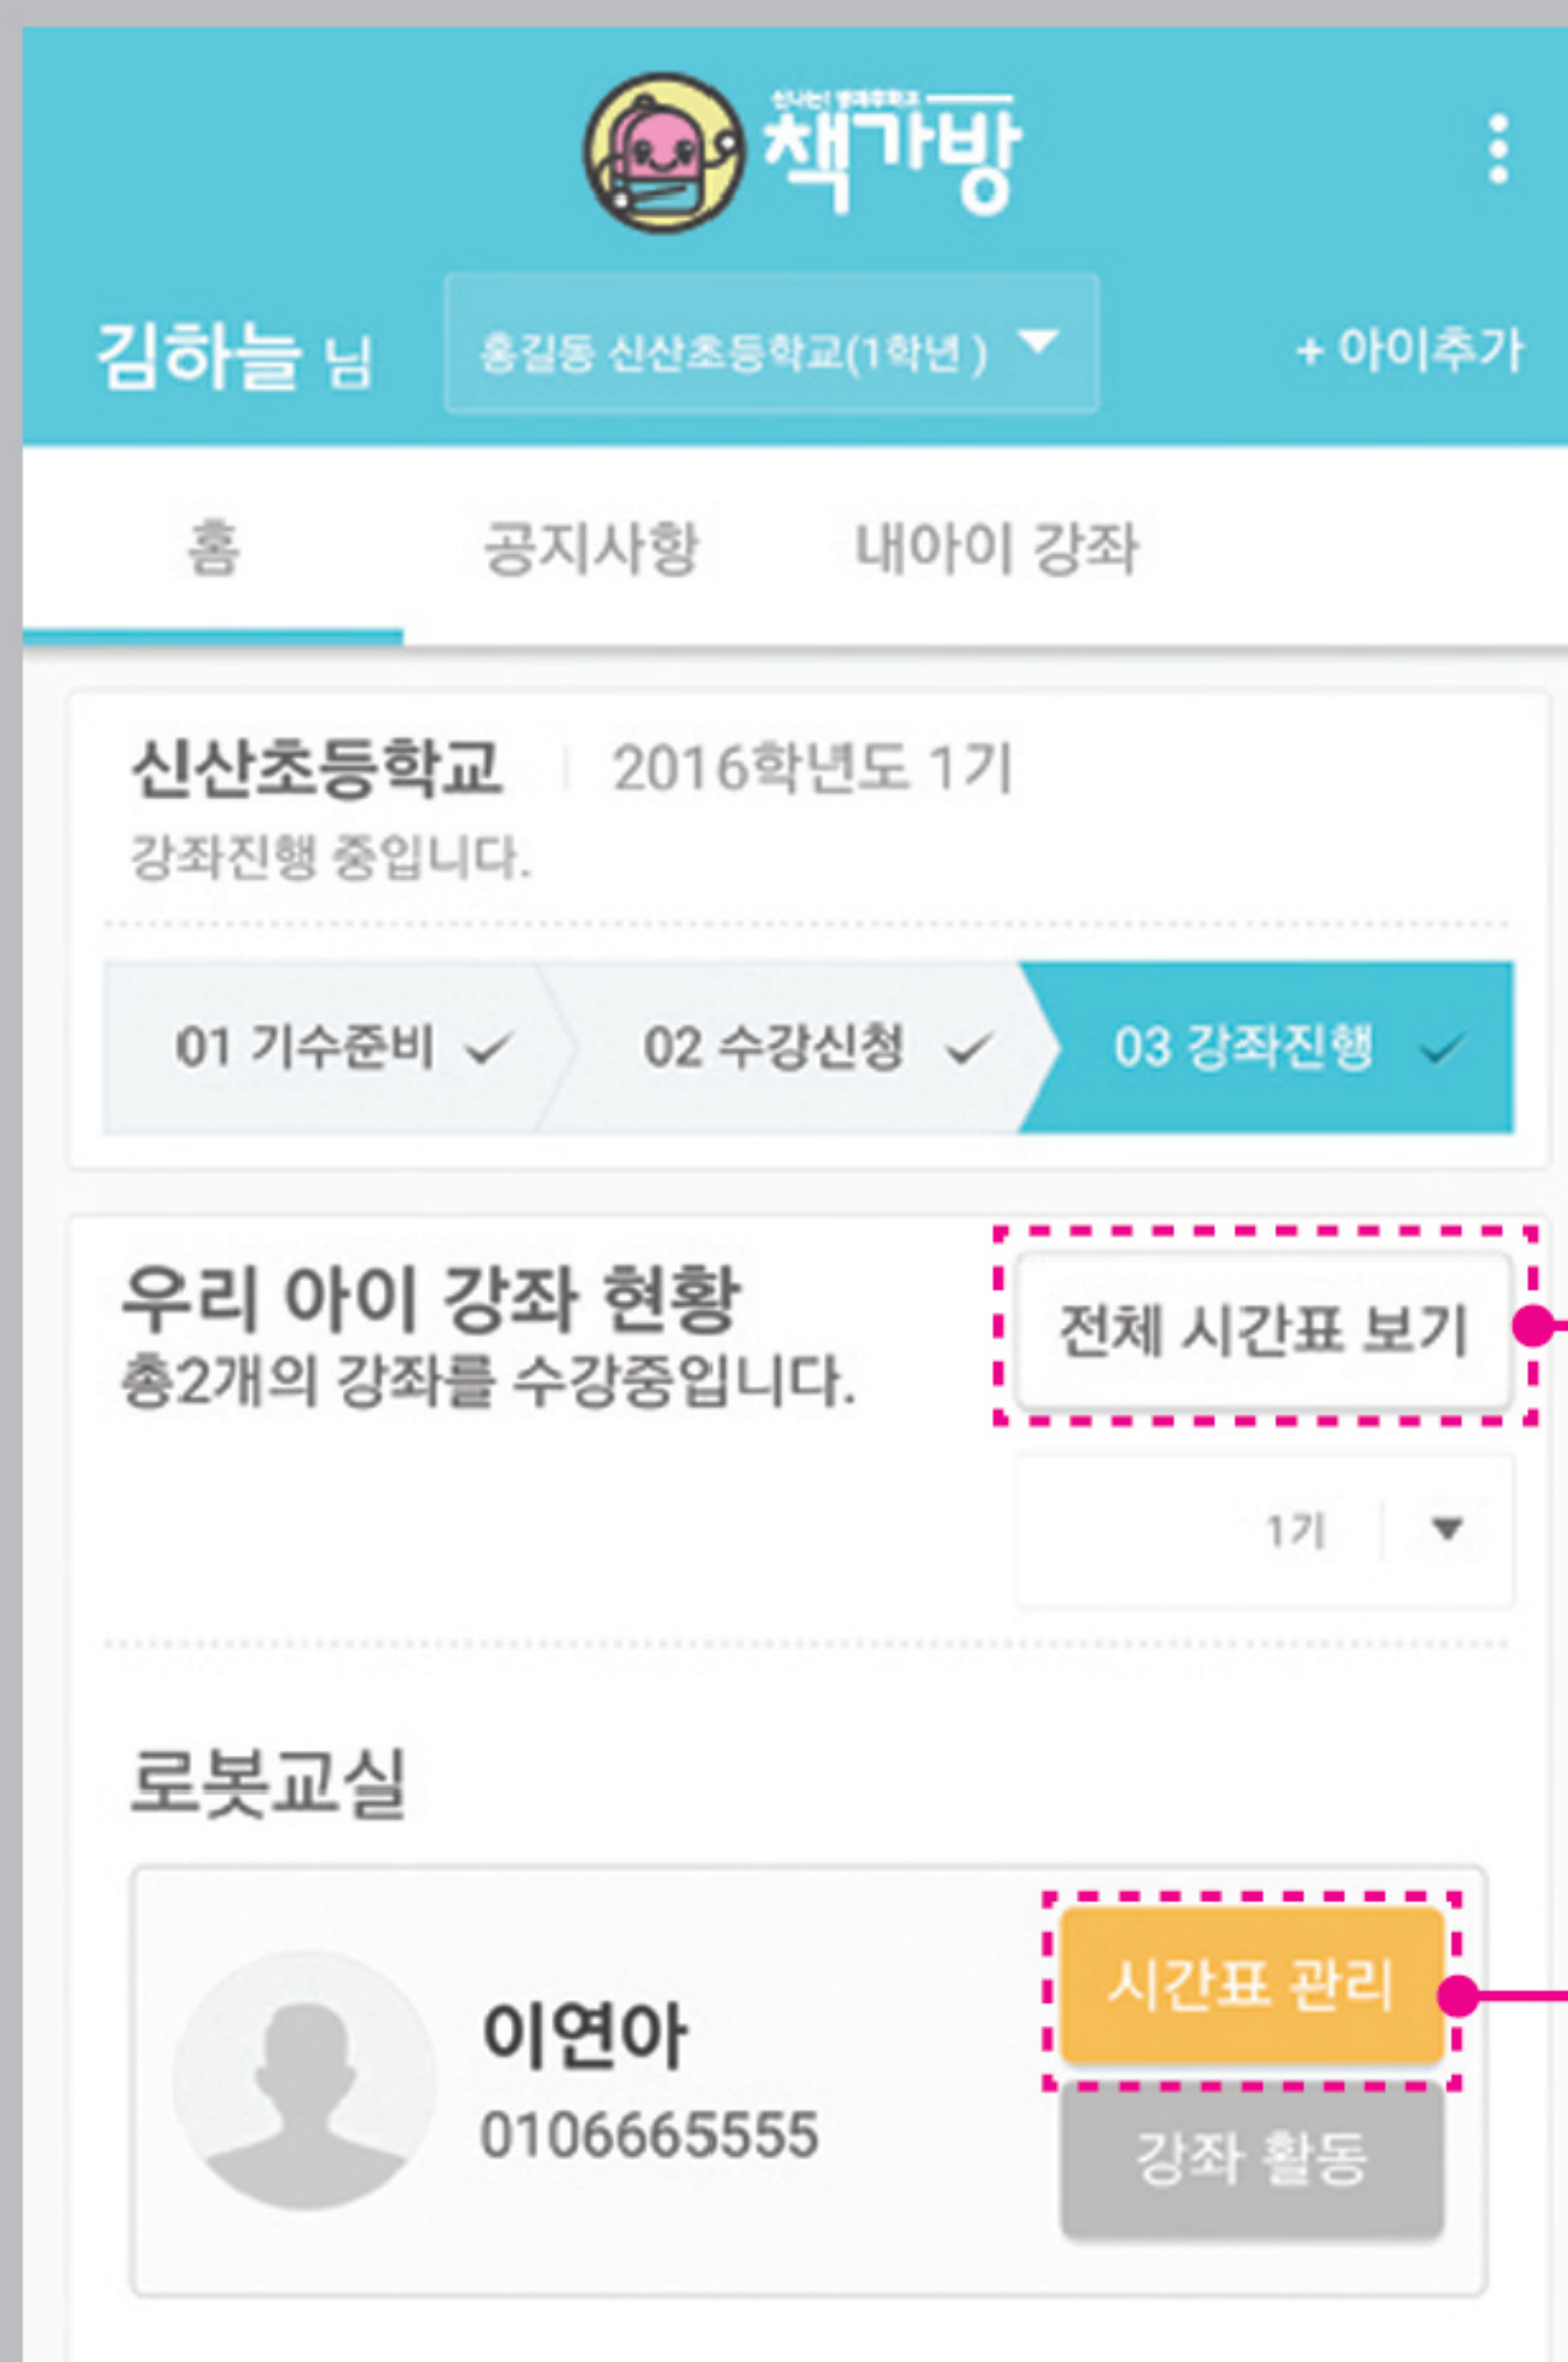 책가방
김하늘 님
홍길동 신산초등학교(1학년 )
+ 아이추가
홈
공지사항
내아이 강좌
신산초등학교
2016학년도 1기
강좌진행 중입니다.
01 기수준비
02 수강신청
03 강좌진행
우리 아이 강좌 현황
총2개의 강좌를 수강중입니다.
전체 시간표 보기
1기
로봇교실
이연아
0106665555
시간표 관리
강좌 활동